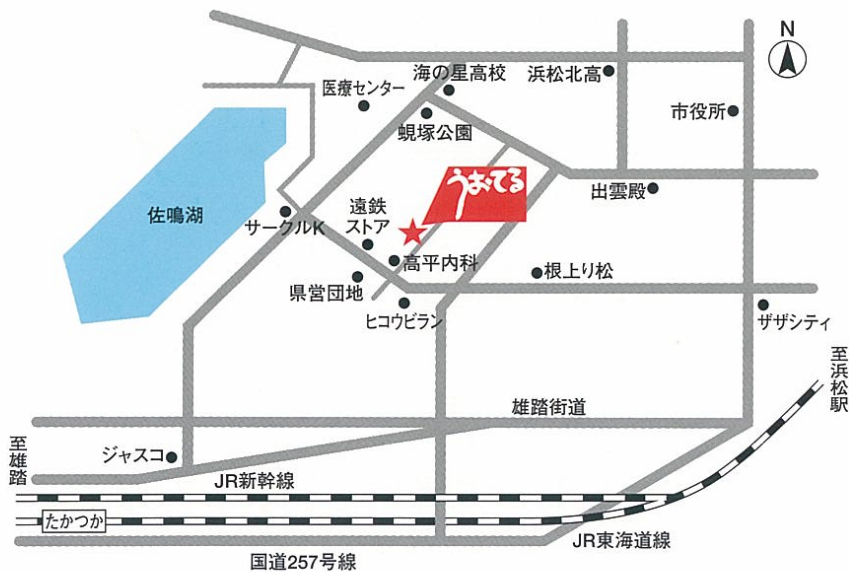 N
海の星高校
浜松北高
医療センター
市役所
蜆塚公園
うおてる
出雲殿
佐鳴湖
サークルK
遠鉄
ストア
高平内科
根上り松
県営団地
ヒコウビラン
ザザシティ
至浜松駅
雄踏街道
至雄踏
ジャスコ
JR新幹線
たかつか
JR東海道線
国道257号線